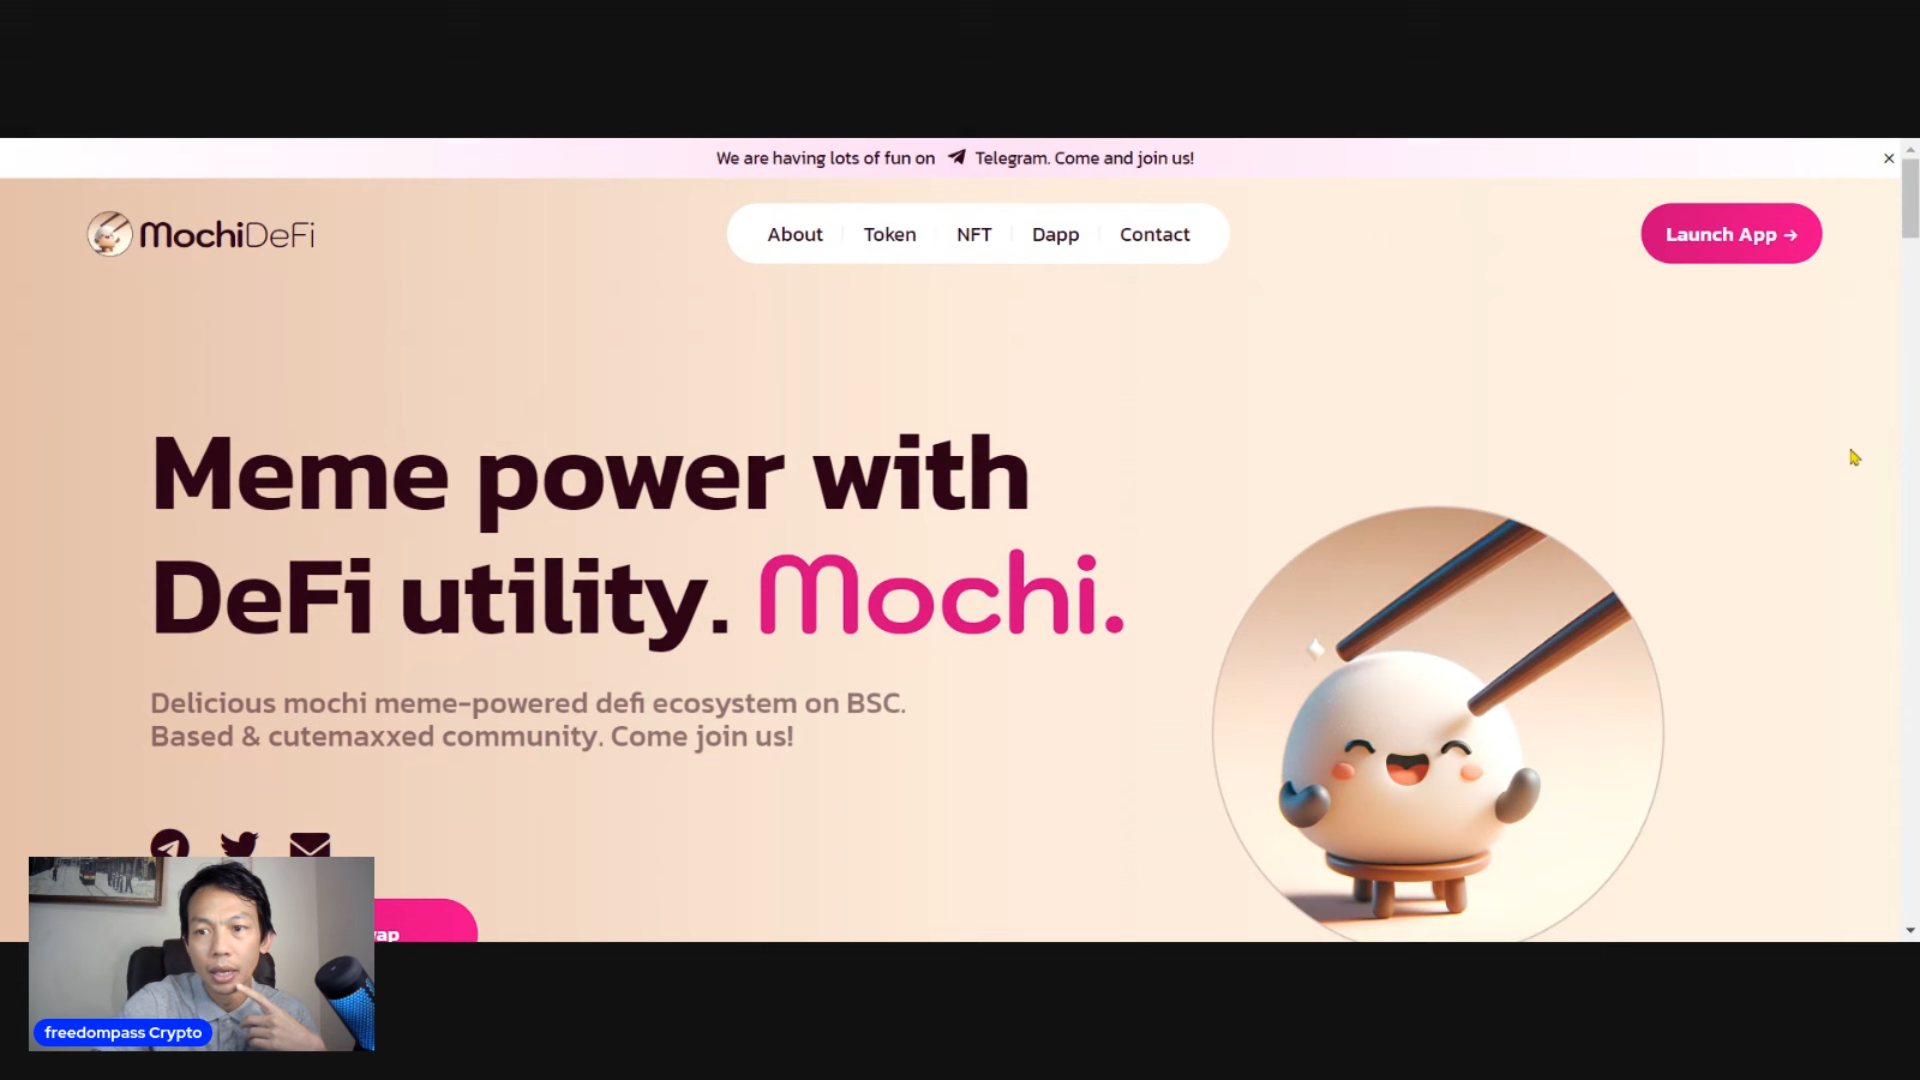 We are having lots of fun on Telegram. Come and join us!
MochiDeFi
About
Token
NFT
Dapp
Contact
Launch App →
Meme power with
DeFi utility. Mochi.
Delicious mochi meme-powered defi ecosystem on BSC.
Based & cutemaxxed community. Come join us!
freedompass Crypto